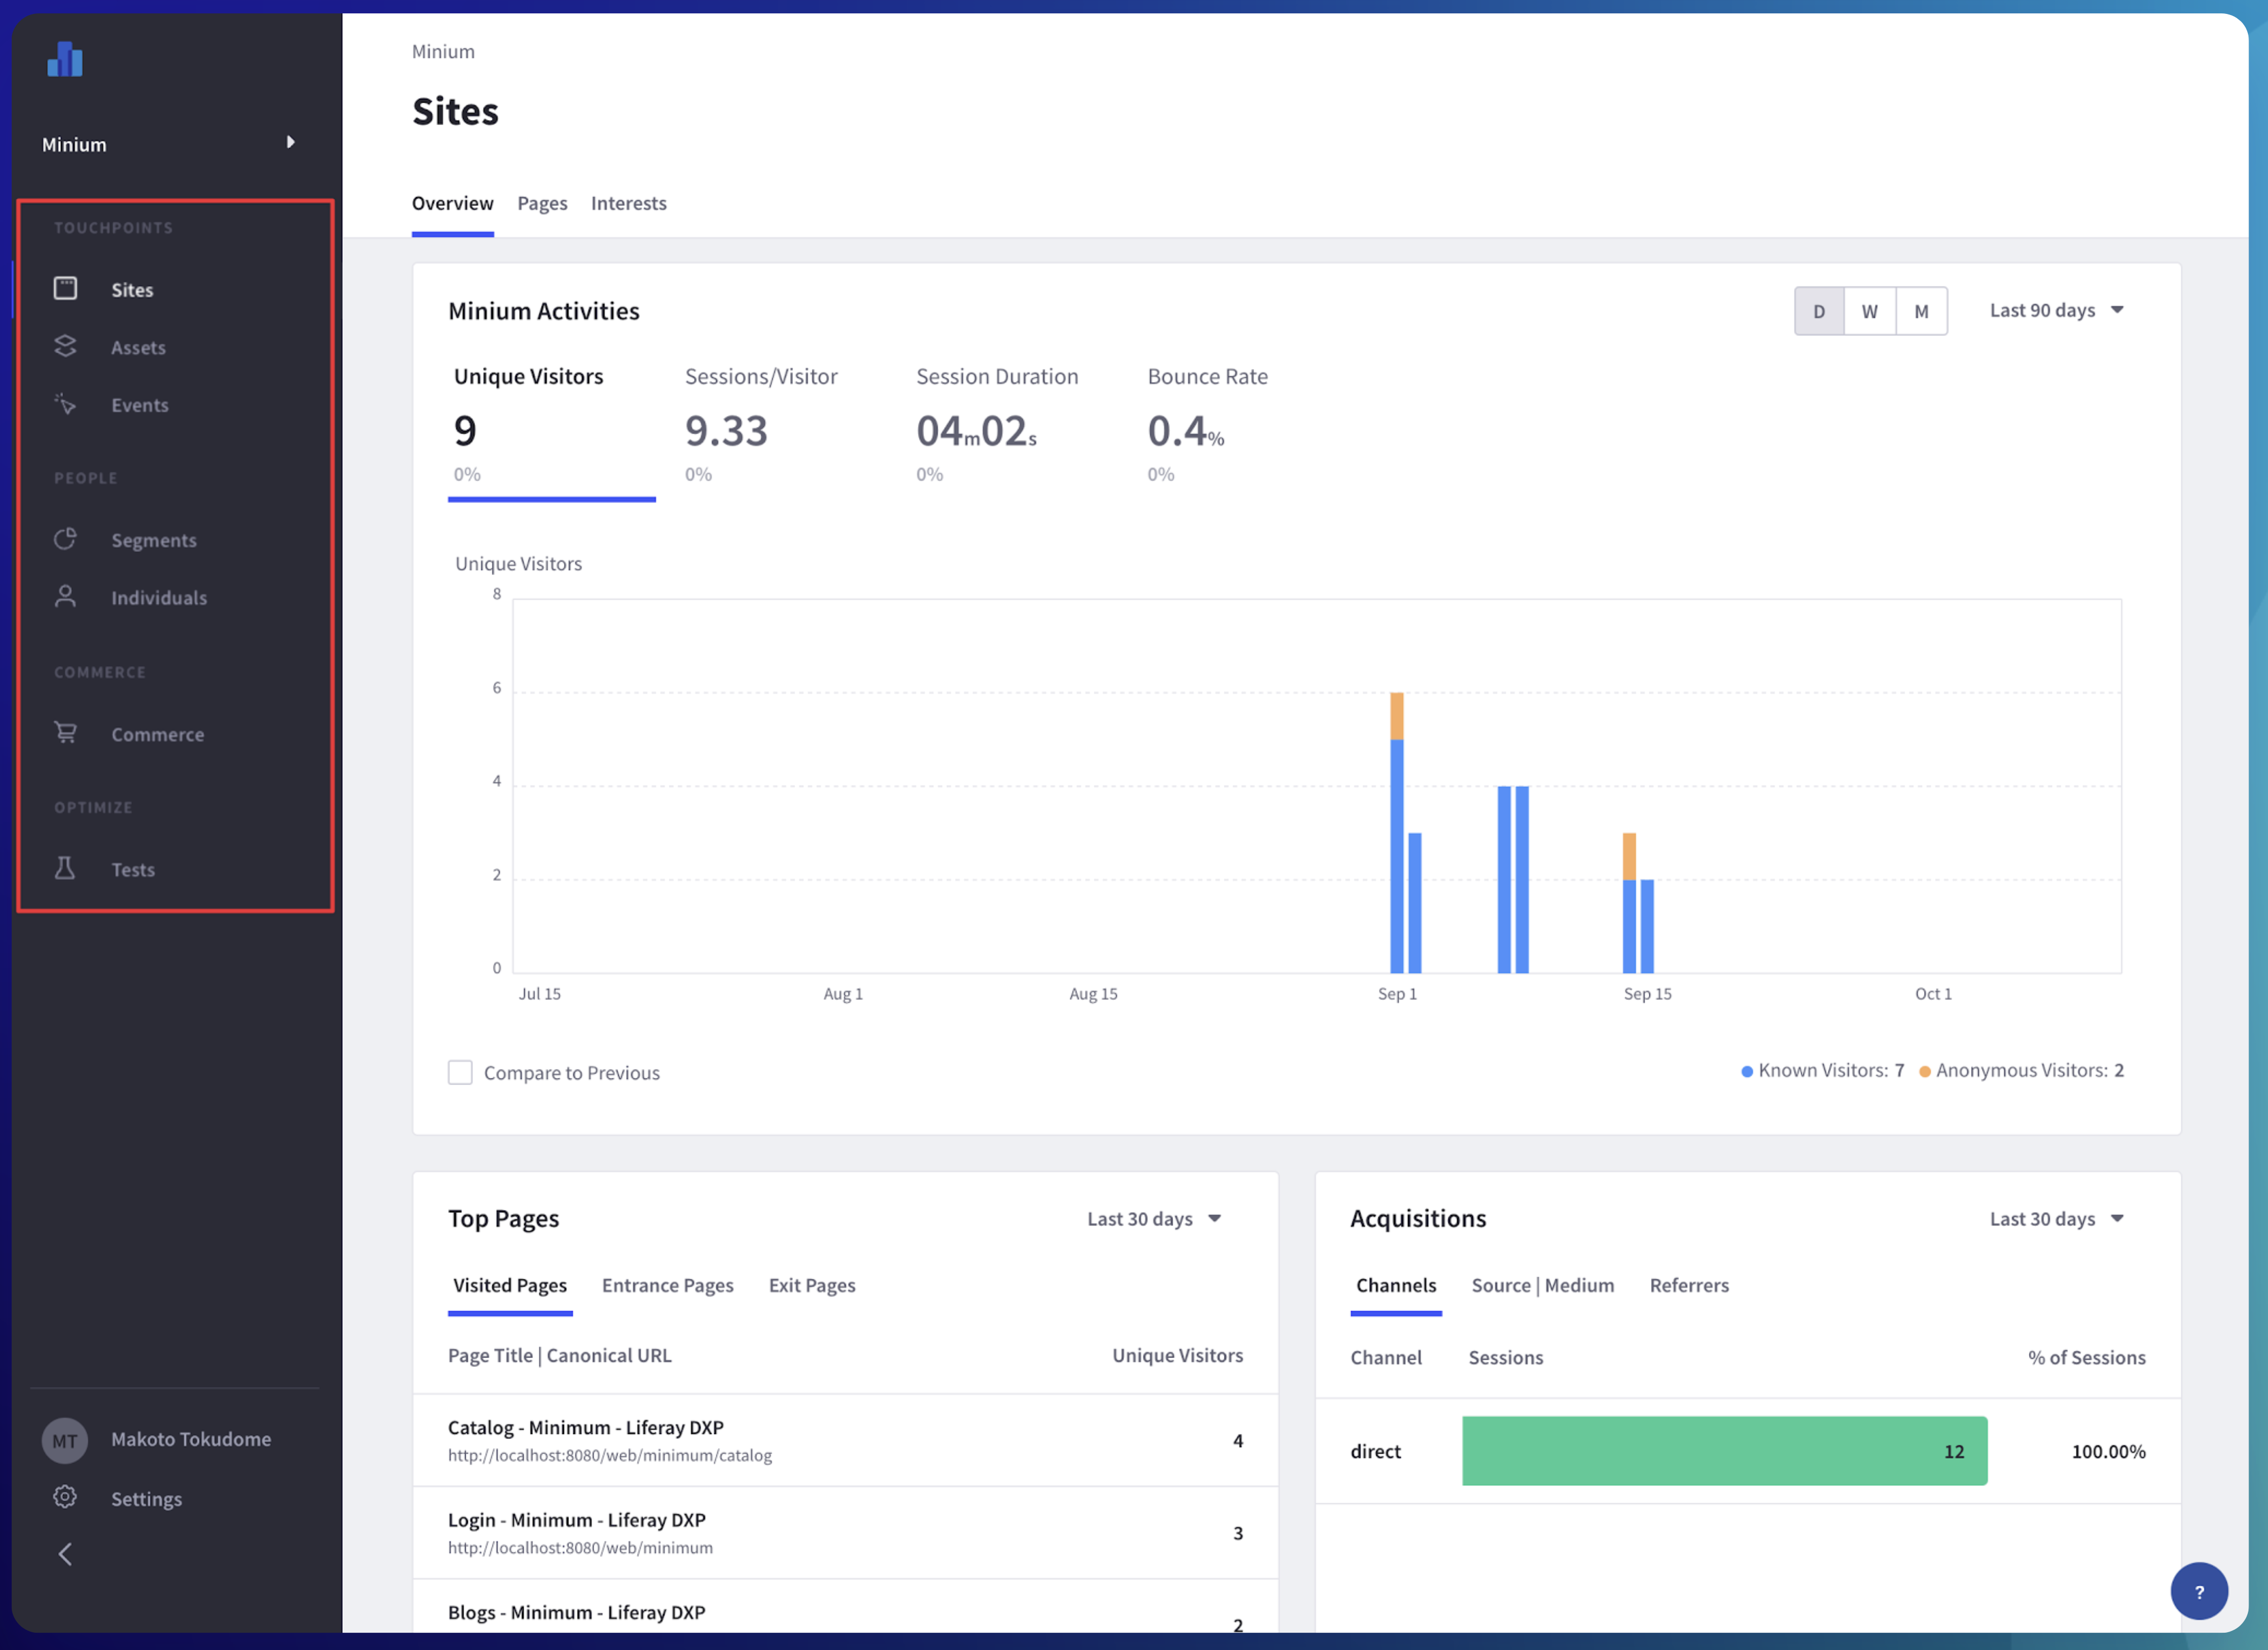 Minium
TOUCHPOINTS
Sites
Assets
Events
PEOPLE
Segments
Individuals
COMMERCE
Commerce
OPTIMIZE
Tests
MT Makoto Tokudome
Settings
Minium
Sites
Overview Pages Interests
Minium Activities
D W M Last 90 days
Unique Visitors Sessions/Visitor Session Duration Bounce Rate
9 9.33 04m02s 0.4%
0% 0% 0% 0%
Unique Visitors
8
6
4
2
0
Jul 15 Aug 1 Aug 15 Sep 1 Sep 15 Oct 1
Compare to Previous
Known Visitors: 7 Anonymous Visitors: 2
Top Pages Last 30 days
Visited Pages Entrance Pages Exit Pages
Page Title | Canonical URL Unique Visitors
Catalog - Minimum - Liferay DXP
http://localhost:8080/web/minimum/catalog
4
Login - Minimum - Liferay DXP
http://localhost:8080/web/minimum
3
Blogs - Minimum - Liferay DXP
2
Acquisitions Last 30 days
Channels Source | Medium Referrers
Channel Sessions % of Sessions
direct 12 100.00%
?